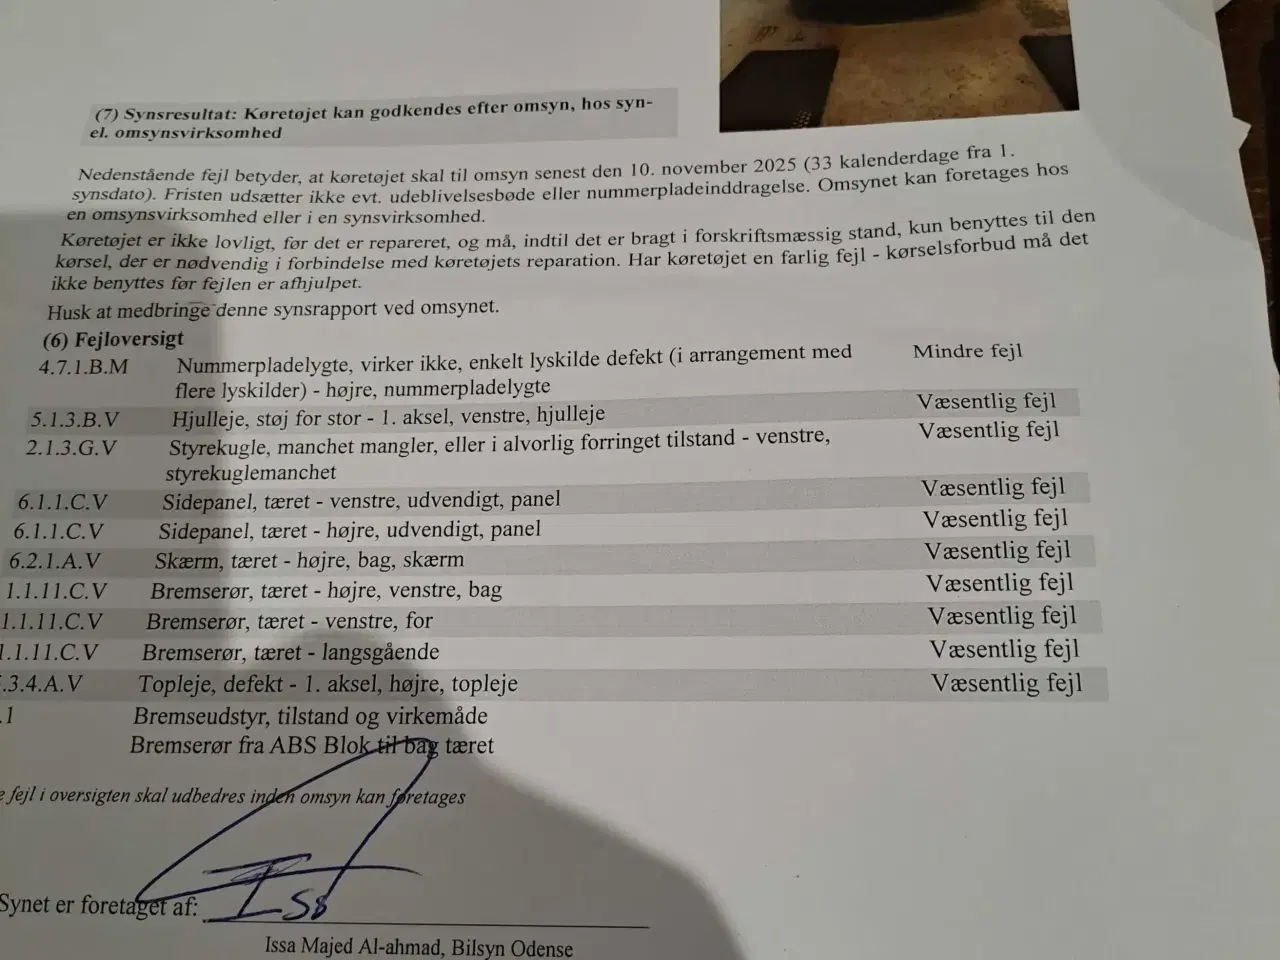 (7) Synsresultat: Køretøjet kan godkendes efter omsyn, hos syn-
el. omsynsvirksomhed
Nedenstående fejl betyder, at køretøjet skal til omsyn senest den 10. november 2025 (33 kalenderdage fra 1.
synsdato). Fristen udsætter ikke evt. udeblivelsesbøde eller nummerpladeinddragelse. Omsynet kan foretages hos
en omsynsvirksomhed eller i en synsvirksomhed.
Køretøjet er ikke lovligt, før det er repareret, og må, indtil det er bragt i forskriftsmæssig stand, kun benyttes til den
kørsel, der er nødvendig i forbindelse med køretøjets reparation. Har køretøjet en farlig fejl - kørselsforbud må det
ikke benyttes før fejlen er afhjulpet.
Husk at medbringe denne synsrapport ved omsynet.
(6) Fejloversigt
4.7.1.B.M Nummerpladelygte, virker ikke, enkelt lyskilde defekt (i arrangement med Mindre fejl
flere lyskilder) - højre, nummerpladelygte
5.1.3.B.V Hjulleje, støj for stor - 1. aksel, venstre, hjulleje Væsentlig fejl
2.1.3.G.V Styrekugle, manchet mangler, eller i alvorlig forringet tilstand - venstre, Væsentlig fejl
styrekuglemanchet
6.1.1.C.V Sidepanel, tæret - venstre, udvendigt, panel Væsentlig fejl
6.1.1.C.V Sidepanel, tæret - højre, udvendigt, panel Væsentlig fejl
6.2.1.A.V Skærm, tæret - højre, bag, skærm Væsentlig fejl
1.1.11.C.V Bremserør, tæret - højre, venstre, bag Væsentlig fejl
1.1.11.C.V Bremserør, tæret - venstre, for Væsentlig fejl
1.1.11.C.V Bremserør, tæret - langsgående Væsentlig fejl
.3.4.A.V Topleje, defekt - 1. aksel, højre, topleje Væsentlig fejl
.1 Bremseudstyr, tilstand og virkemåde
Bremserør fra ABS Blok til bag tæret
e fejl i oversigten skal udbedres inden omsyn kan foretages
Synet er foretaget af:
Issa Majed Al-ahmad, Bilsyn Odense